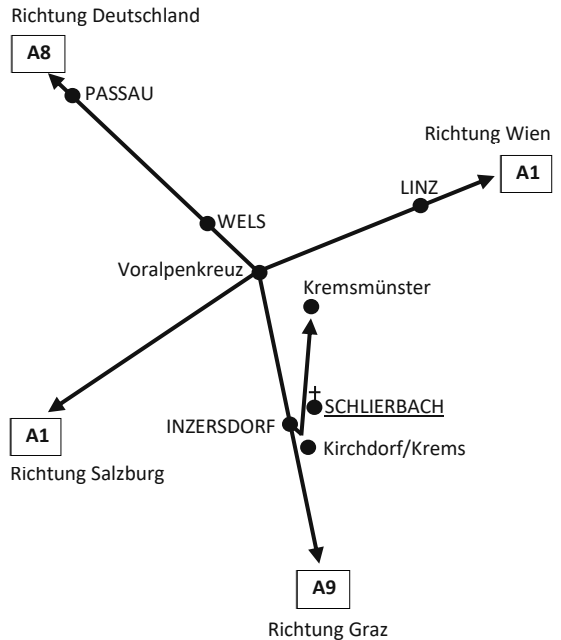 Richtung Deutschland
A8
PASSAU
Richtung Wien
A1
LINZ
WELS
Voralpenkreuz
Kremsmünster
SCHLIERBACH
INZERSDORF
A1
Kirchdorf/Krems
Richtung Salzburg
A9
Richtung Graz